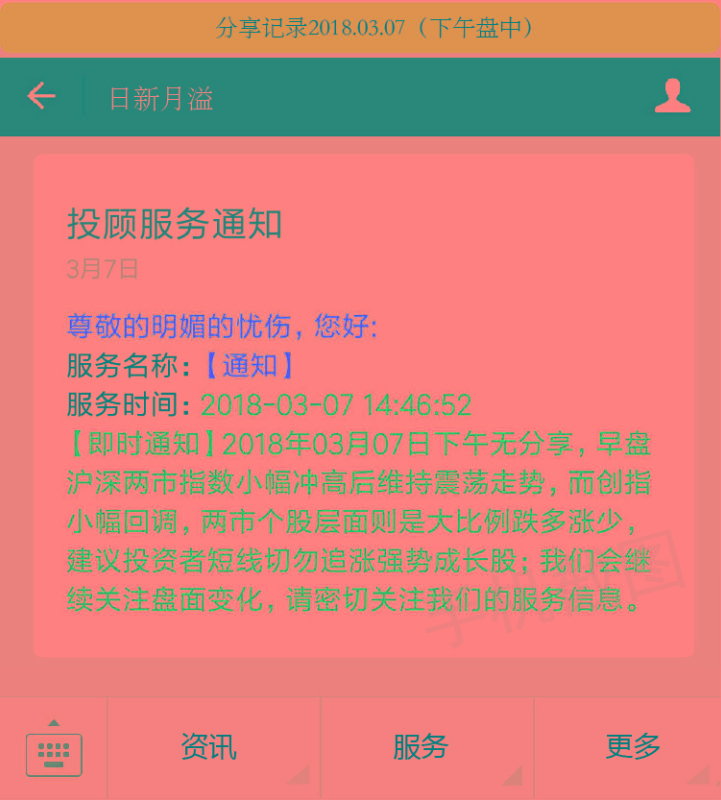 分享记录2018.03.07（下午盘中）
日新月溢
投顾服务通知
3月7日
尊敬的明媚的忧伤，您好：
服务名称：【通知】
服务时间：2018-03-07 14:46:52
【即时通知】2018年03月07日下午无分享，早盘
沪深两市指数小幅冲高后维持震荡走势，而创指
小幅回调，两市个股层面则是大比例跌多涨少，
建议投资者短线切勿追涨强势成长股；我们会继
续关注盘面变化，请密切关注我们的服务信息。
资讯
服务
更多